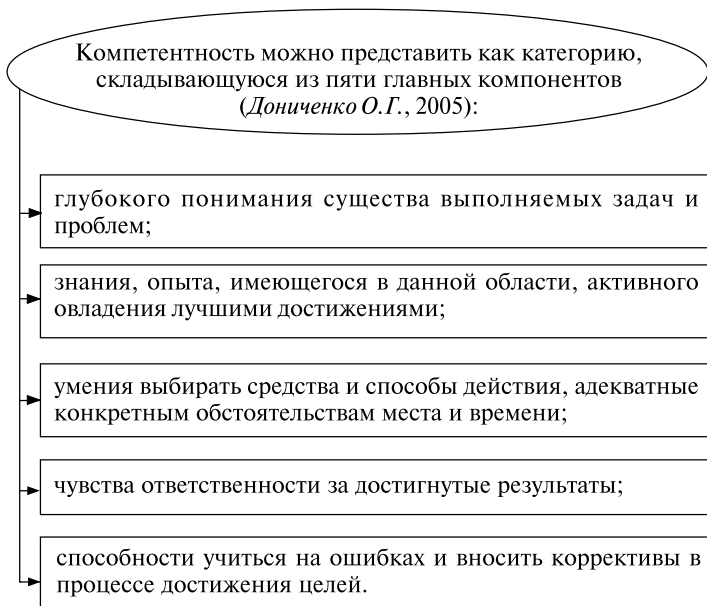 Компетентность можно представить как категорию,
складывающуюся из пяти главных компонентов
(Дониченко О.Г., 2005):
глубокого понимания существа выполняемых задач и
проблем;
знания, опыта, имеющегося в данной области, активного
овладения лучшими достижениями;
умения выбирать средства и способы действия, адекватные
конкретным обстоятельствам места и времени;
чувства ответственности за достигнутые результаты;
способности учиться на ошибках и вносить коррективы в
процессе достижения целей.